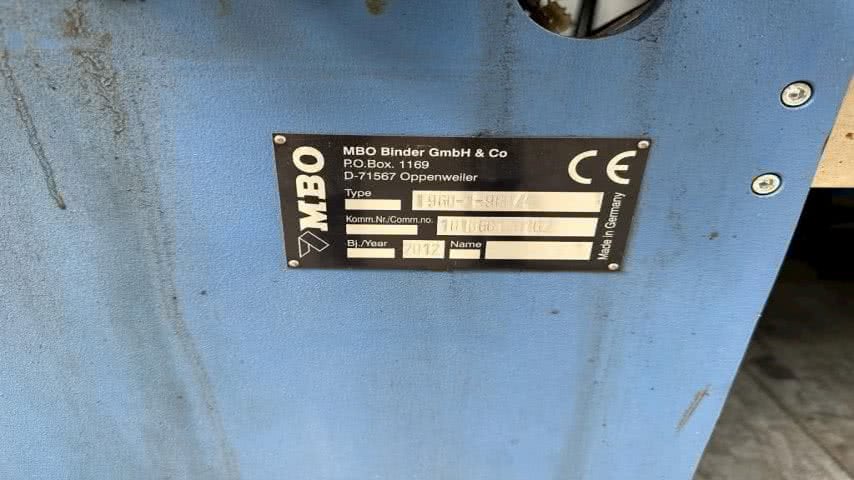 MBO
MBO Binder GmbH & Co
P.O.Box. 1169
D-71567 Oppenweiler
CE
Type
Komm.Nr./Comm.no.
Bj./Year 2012 Name
Made in Germany